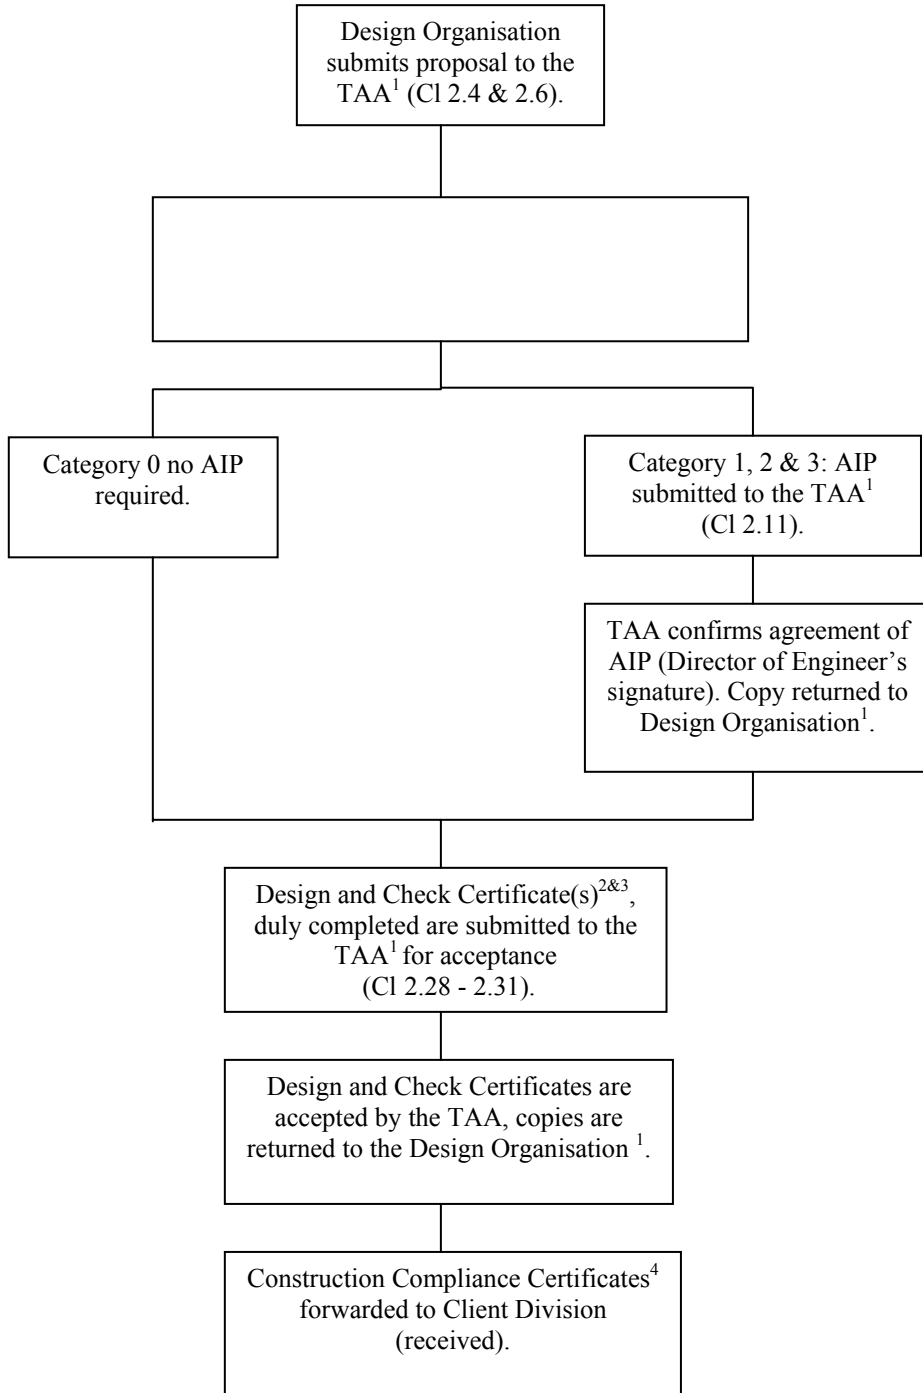 Design Organisation
submits proposal to the
TAA¹ (Cl 2.4 & 2.6).
Category 0 no AIP
required.
Category 1, 2 & 3: AIP
submitted to the TAA¹
(Cl 2.11).
TAA confirms agreement of
AIP (Director of Engineer’s
signature). Copy returned to
Design Organisation¹.
Design and Check Certificate(s)²&³,
duly completed are submitted to the
TAA¹ for acceptance
(Cl 2.28 - 2.31).
Design and Check Certificates are
accepted by the TAA, copies are
returned to the Design Organisation ¹.
Construction Compliance Certificates⁴
forwarded to Client Division
(received).